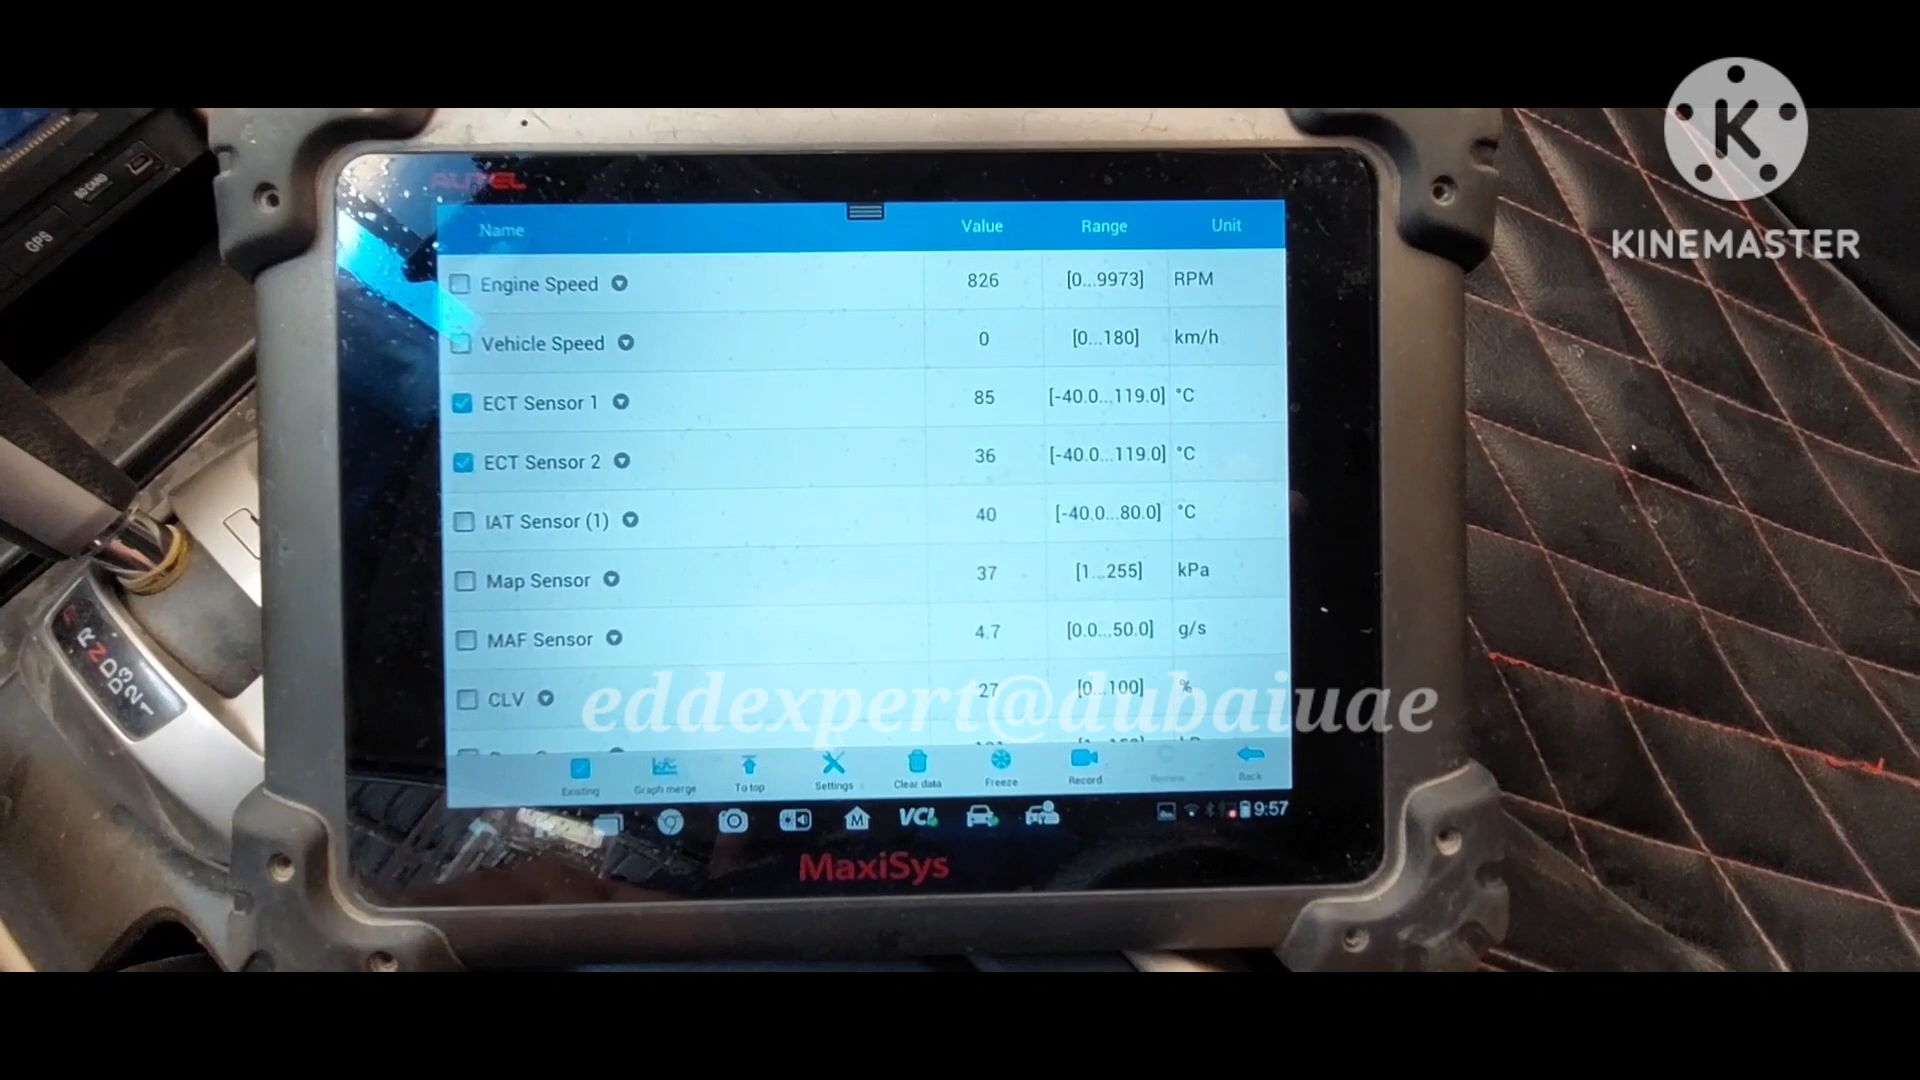 KINEMASTER
AUTEL
Name Value Range Unit
Engine Speed 826 [0...9973] RPM
Vehicle Speed 0 [0...180] km/h
ECT Sensor 1 85 [-40.0...119.0] °C
ECT Sensor 2 36 [-40.0...119.0] °C
IAT Sensor (1) 40 [-40.0...80.0] °C
Map Sensor 37 [1...255] kPa
MAF Sensor 4.7 [0.0...50.0] g/s
CLV 27 [0...100] %
eddexpert@dubaiuae
Existing Graph merge To top Settings Clear data Freeze Record Review Back
M VCI 9:57
MaxiSys
SD CARD
GPS
R
N
D
D3
2
1